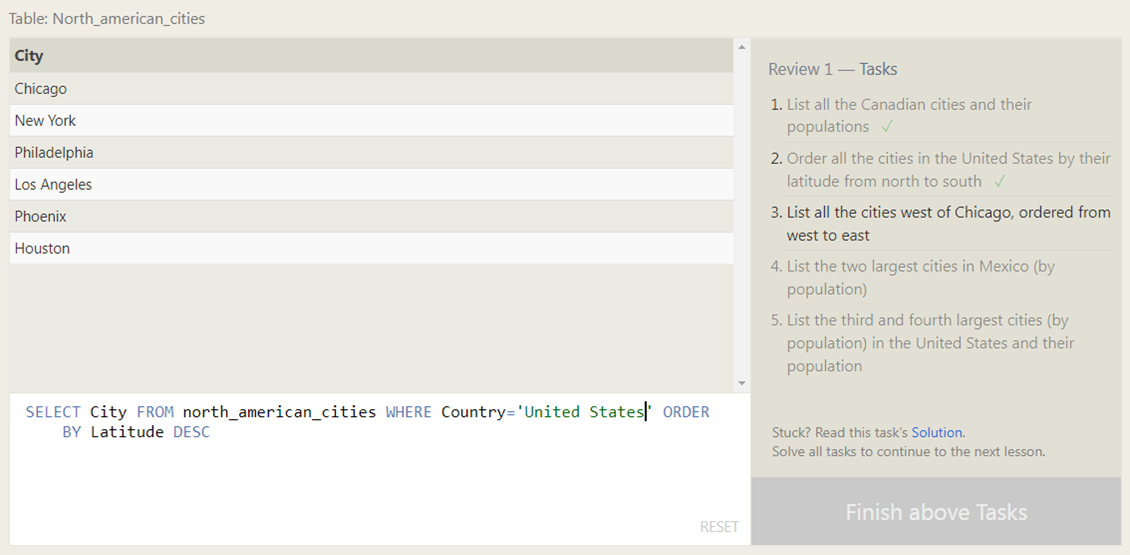 Table: North_american_cities
City
Chicago
New York
Philadelphia
Los Angeles
Phoenix
Houston
SELECT City FROM north_american_cities WHERE Country='United States' ORDER
BY Latitude DESC
RESET
Review 1 — Tasks
1. List all the Canadian cities and their
populations ✓
2. Order all the cities in the United States by their
latitude from north to south ✓
3. List all the cities west of Chicago, ordered from
west to east
4. List the two largest cities in Mexico (by
population)
5. List the third and fourth largest cities (by
population) in the United States and their
population
Stuck? Read this task's Solution.
Solve all tasks to continue to the next lesson.
Finish above Tasks